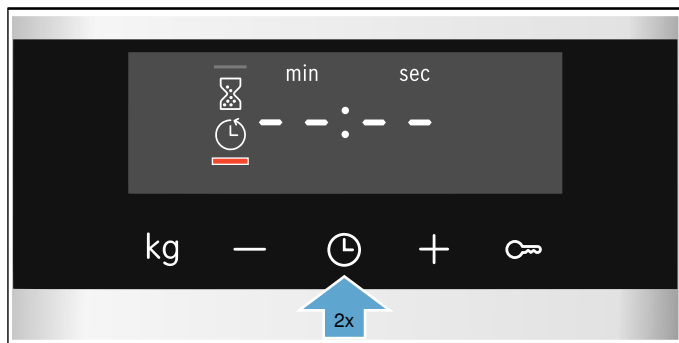 min sec
--:--
kg − +
2x